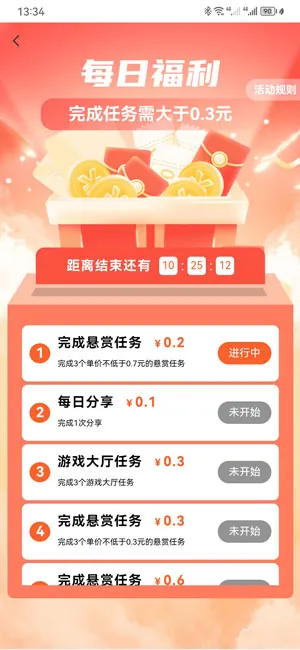 13:34
90
每日福利
活动规则
完成任务需大于0.3元
距离结束还有 10 : 25 : 12
1 完成悬赏任务 ¥0.2
完成3个单价不低于0.7元的悬赏任务
进行中
2 每日分享 ¥0.1
完成1次分享
未开始
3 游戏大厅任务 ¥0.3
完成3个游戏大厅任务
未开始
4 完成悬赏任务 ¥0.3
完成3个单价不低于0.3元的悬赏任务
未开始
完成悬赏任务 ¥0.6